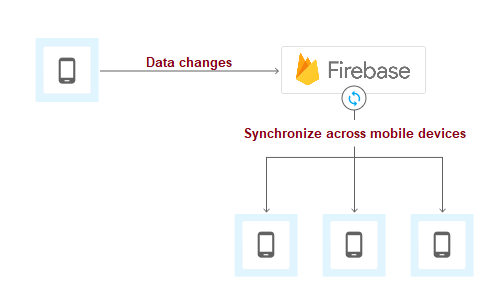 Data changes
Firebase
Synchronize across mobile devices